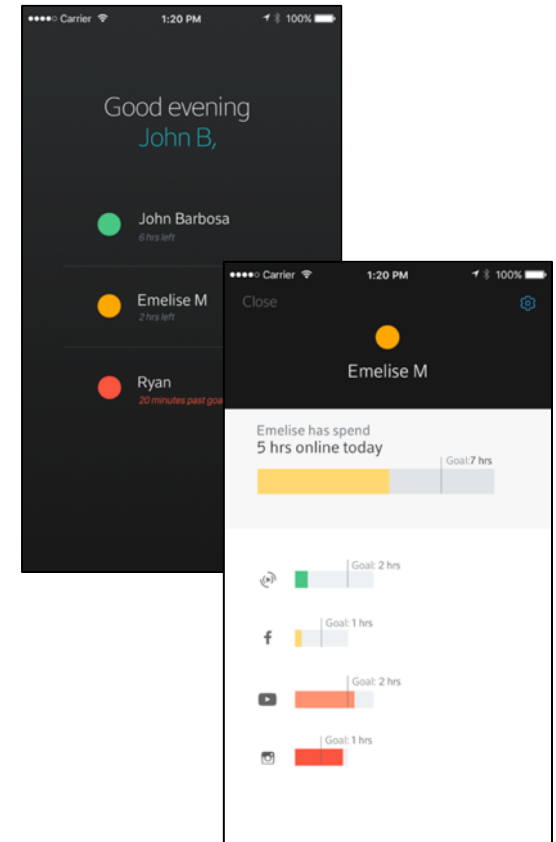 Carrier 1:20 PM 100%
Good evening
John B,
John Barbosa
6 hrs left
Emelise M
2 hrs left
Ryan
20 minutes past goa
Carrier 1:20 PM 100%
Close
Emelise M
Emelise has spend
5 hrs online today
Goal:7 hrs
Goal: 2 hrs
Goal: 1 hrs
Goal: 2 hrs
Goal: 1 hrs